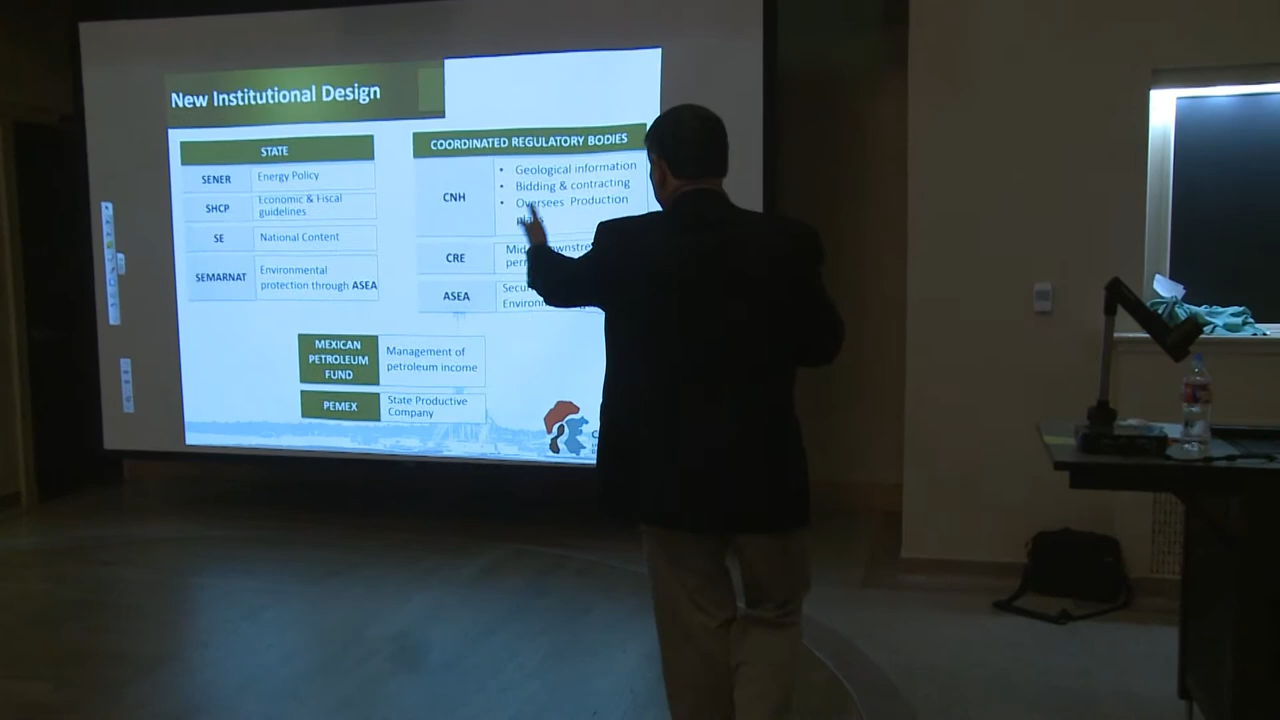 New Institutional Design
STATE
SENER
Energy Policy
SHCP
Economic & Fiscal
guidelines
SE
National Content
SEMARNAT
Environmental
protection through ASEA
COORDINATED REGULATORY BODIES
CNH
• Geological information
• Bidding & contracting
• Oversees Production
CRE
ASEA
MEXICAN
PETROLEUM
FUND
Management of
petroleum income
PEMEX
State Productive
Company